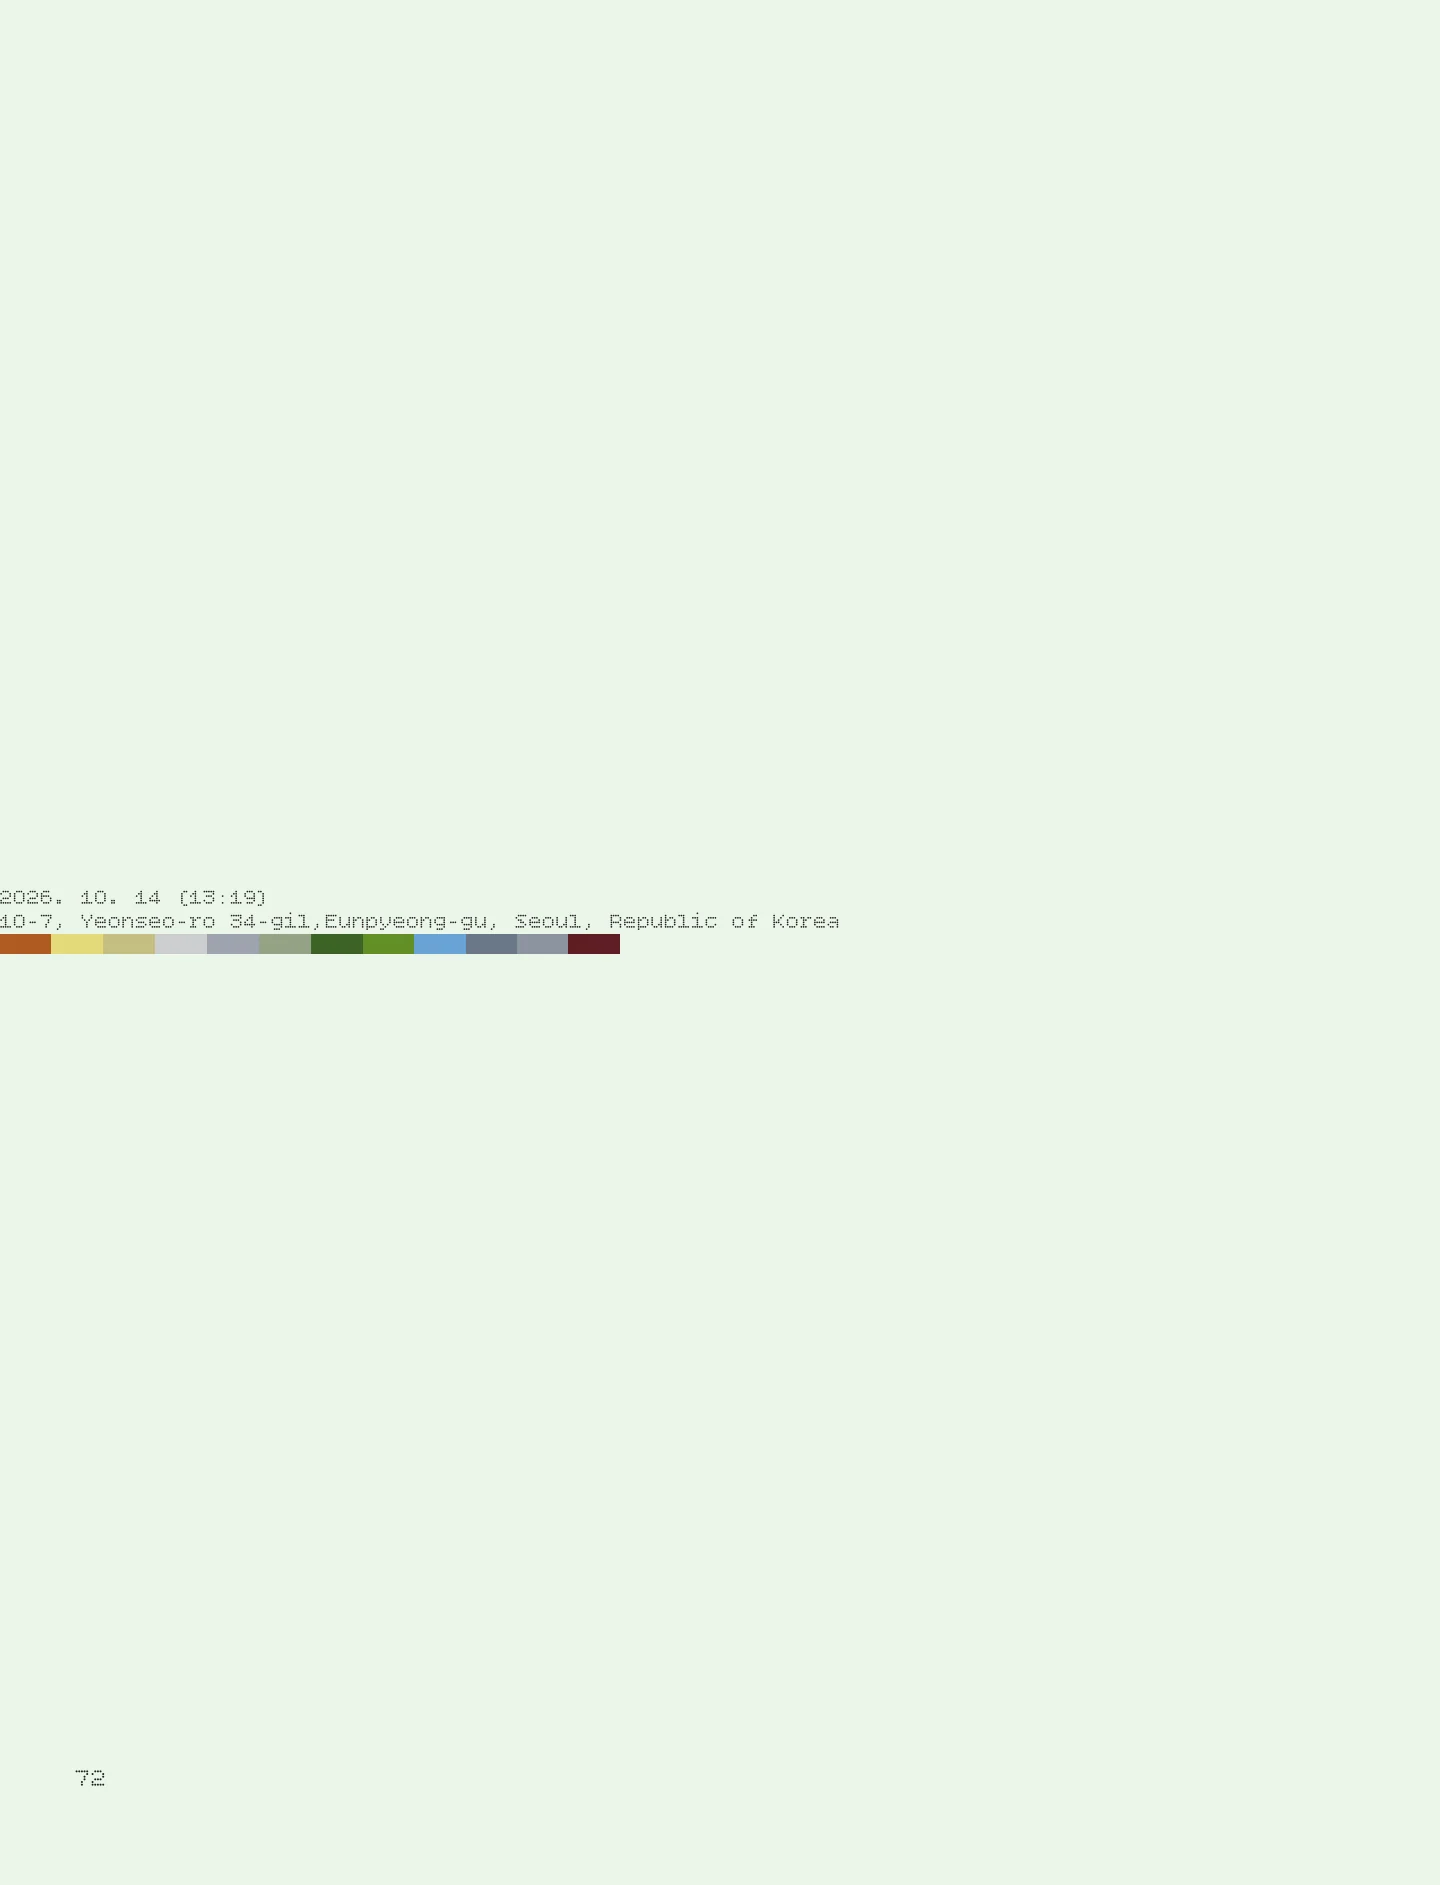 2026. 10. 14 (13:19)
10-7, Yeonseo-ro 34-gil,Eunpyeong-gu, Seoul, Republic of Korea
72